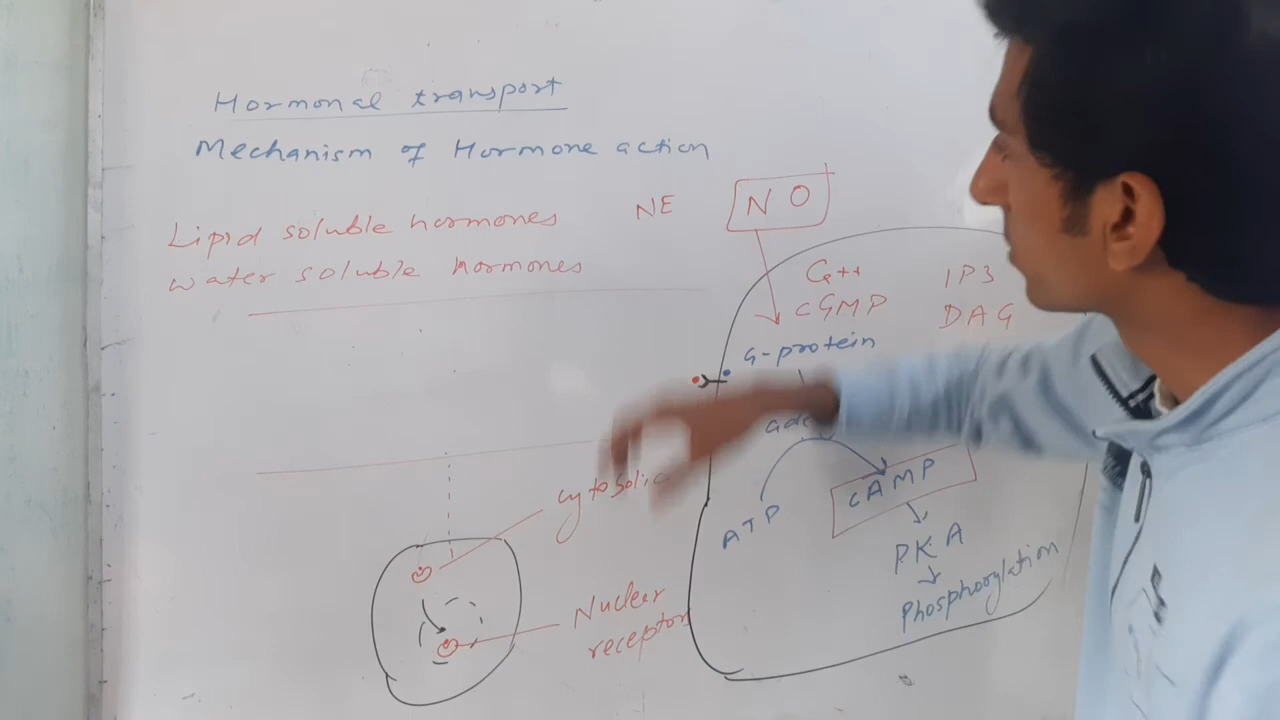 Hormonal transport
Mechanism of Hormone action
Lipid soluble hormones
water soluble hormones
NE
NO
Ca++
cGMP
IP3
DAG
G-protein
ATP
cAMP
PKA
Phosphorylation
cytosolic
Nuclear
receptor